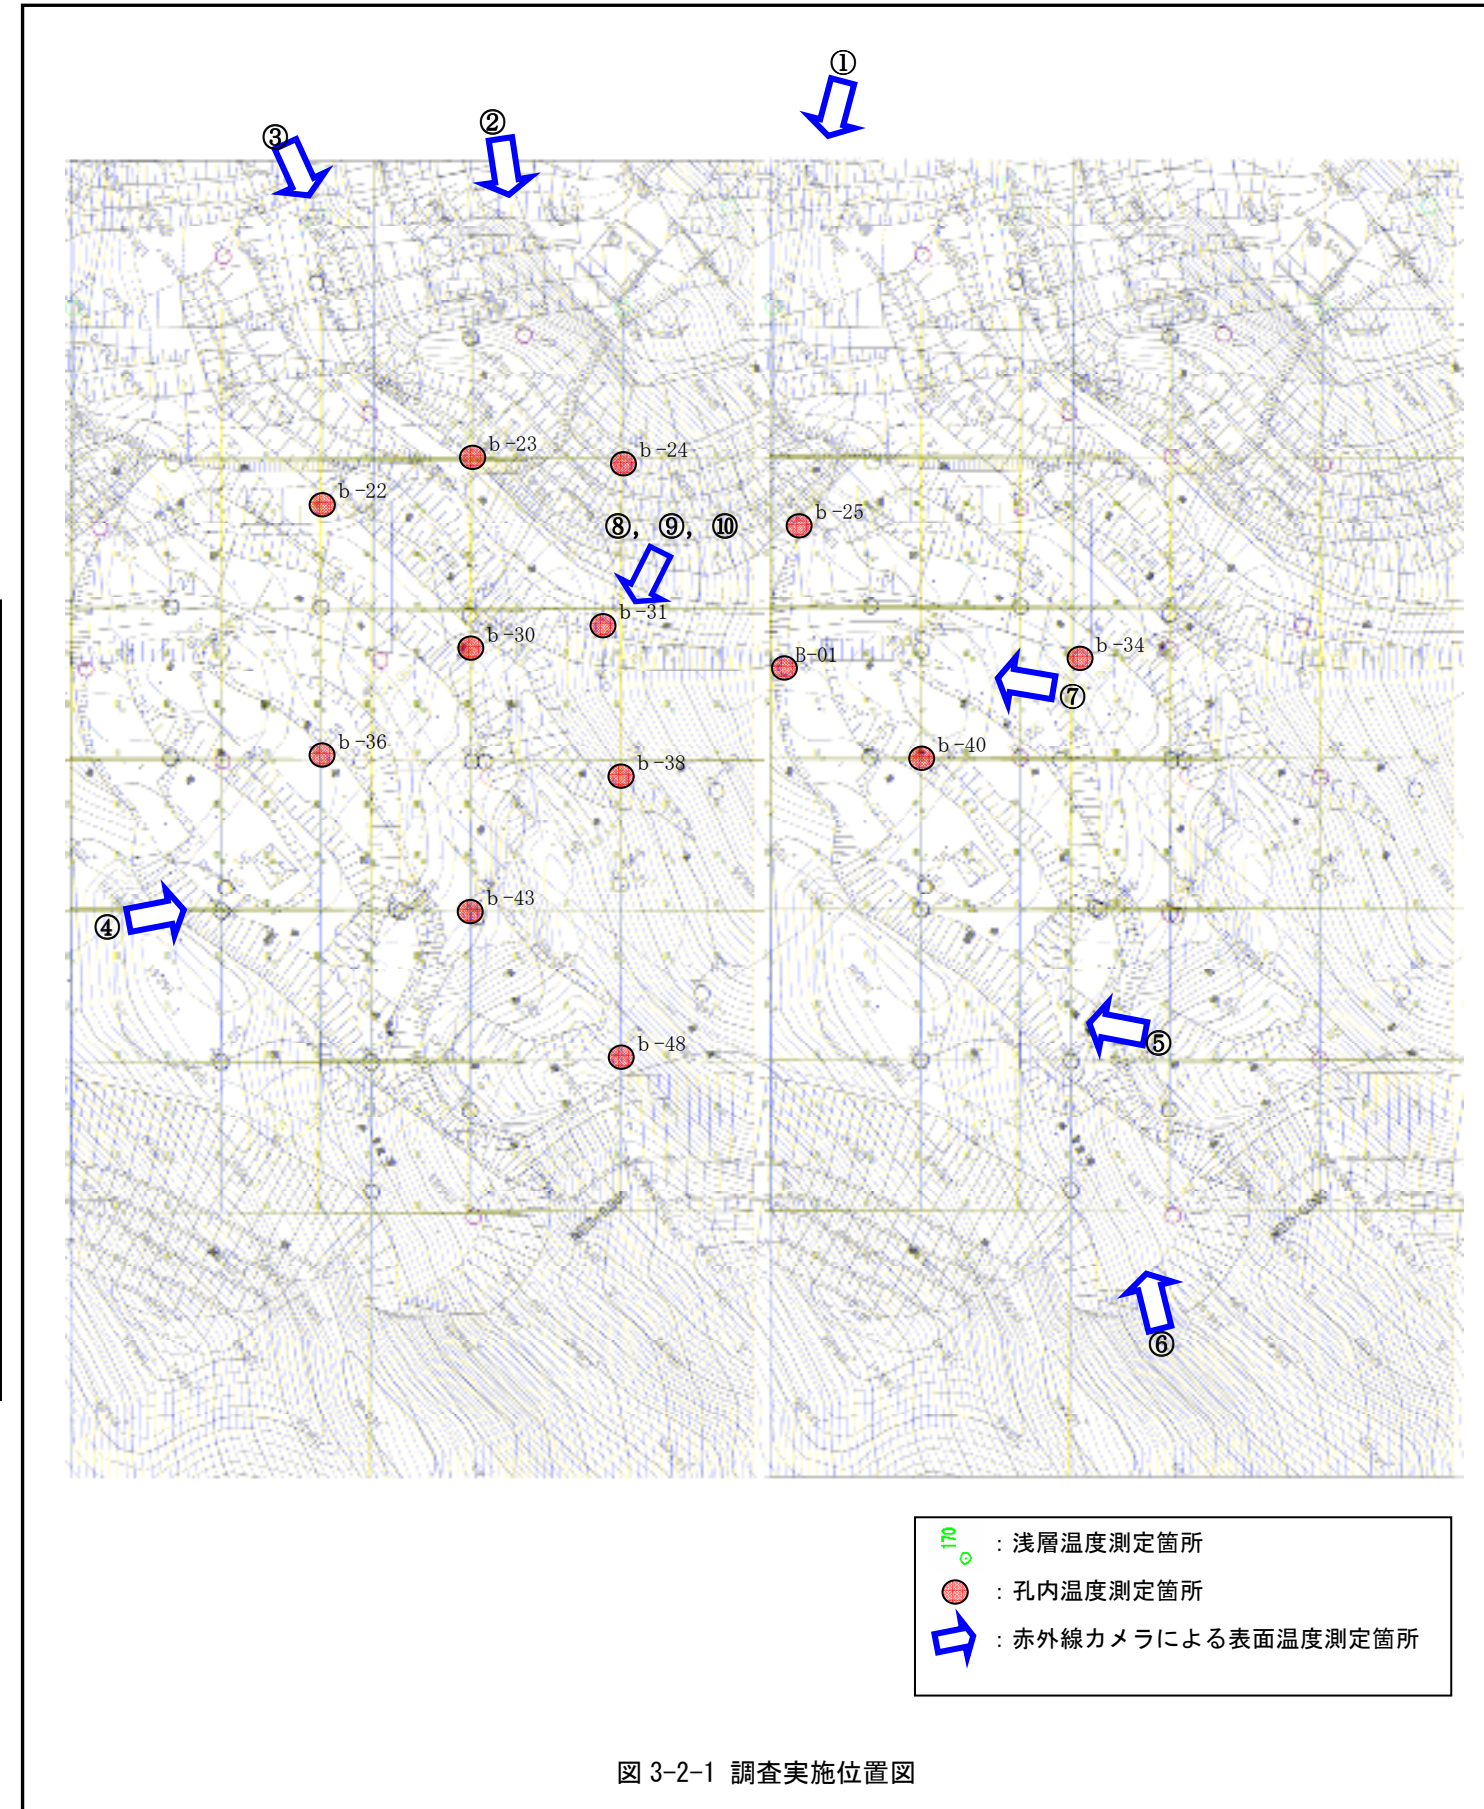 ①
②
③
b-23
b-24
b-22
⑧, ⑨, ⑩
b-25
b-31
b-30
B-01
b-34
⑦
b-36
b-38
b-40
④
b-43
⑤
b-48
⑥
170
：浅層温度測定箇所
：孔内温度測定箇所
：赤外線カメラによる表面温度測定箇所
図 3-2-1 調査実施位置図